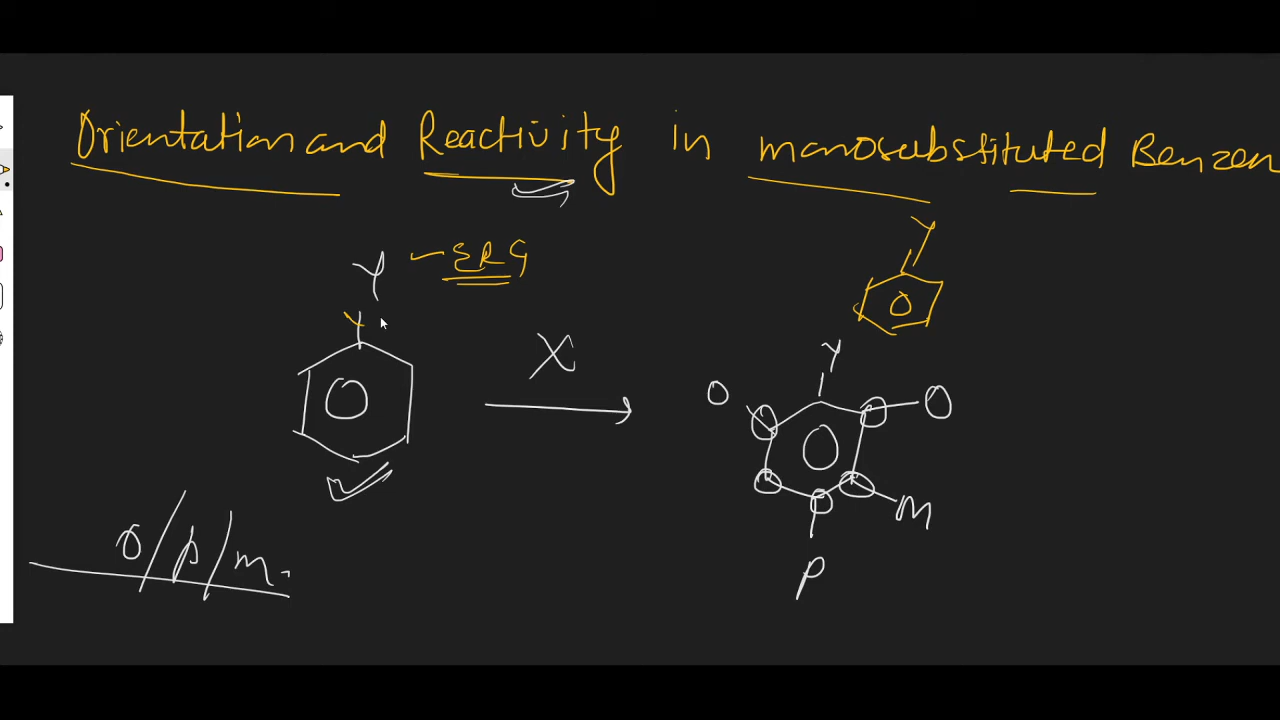 Orientation and Reactivity in monosubstituted Benzen
Y
Y - ERG
Y
X
Y
O
O
M
o/p/m.
P